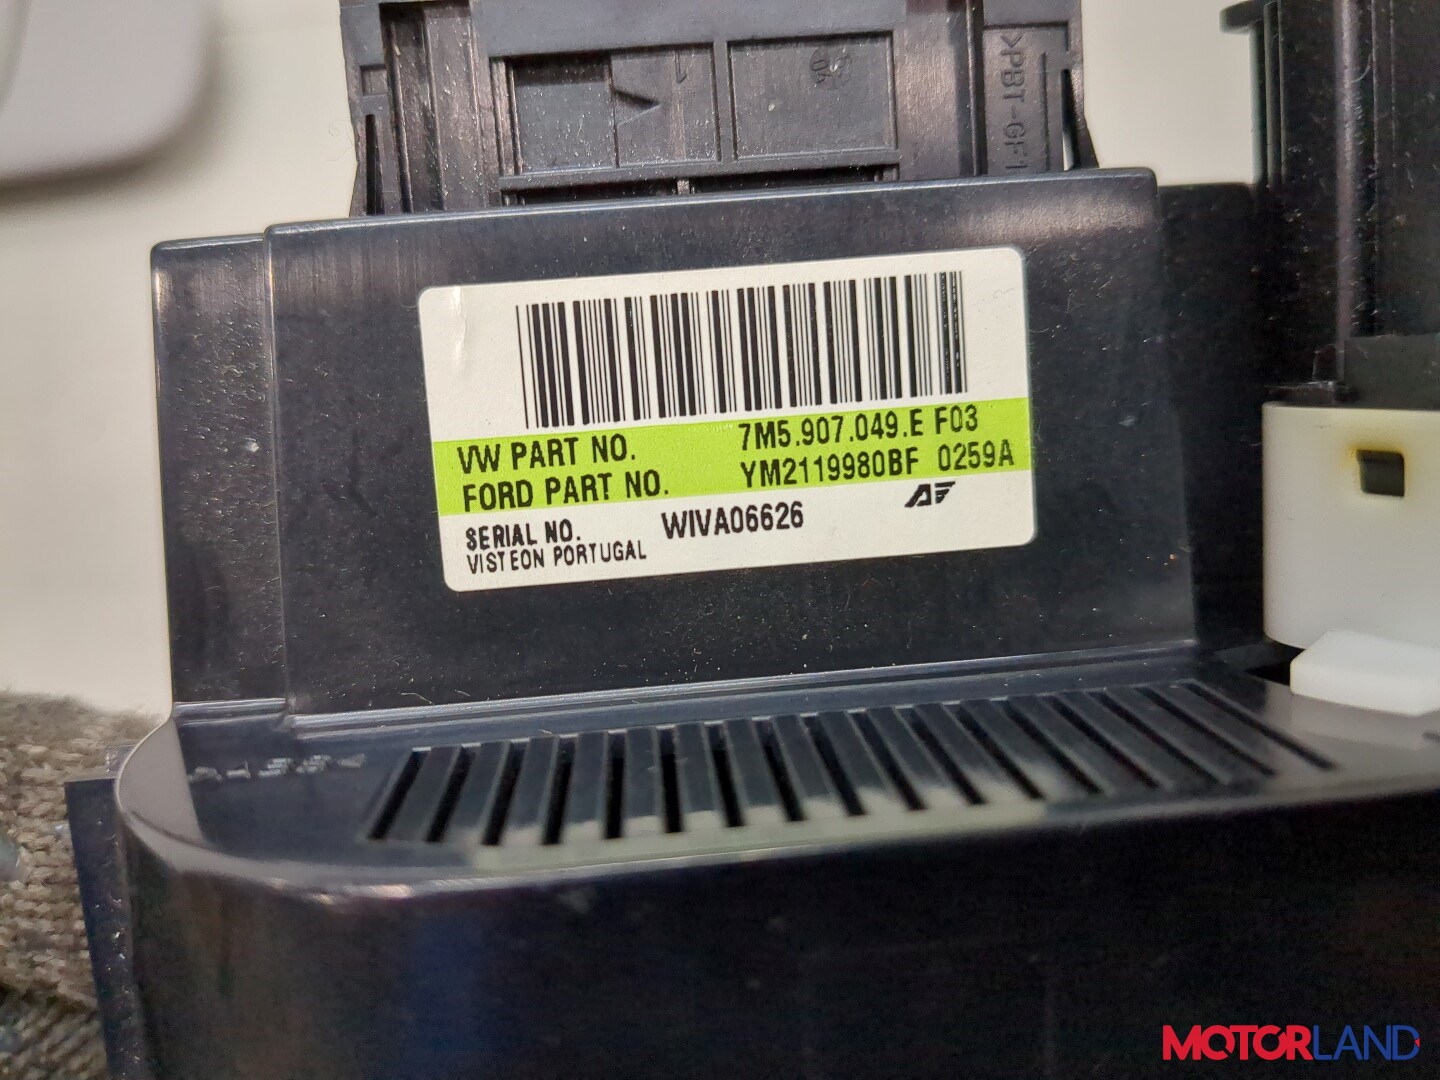 >PBT-GF1
VW PART NO. 7M5.907.049.E F03
FORD PART NO. YM2119980BF 0259A
SERIAL NO. WIVA06626
VISTEON PORTUGAL
MOTORLAND